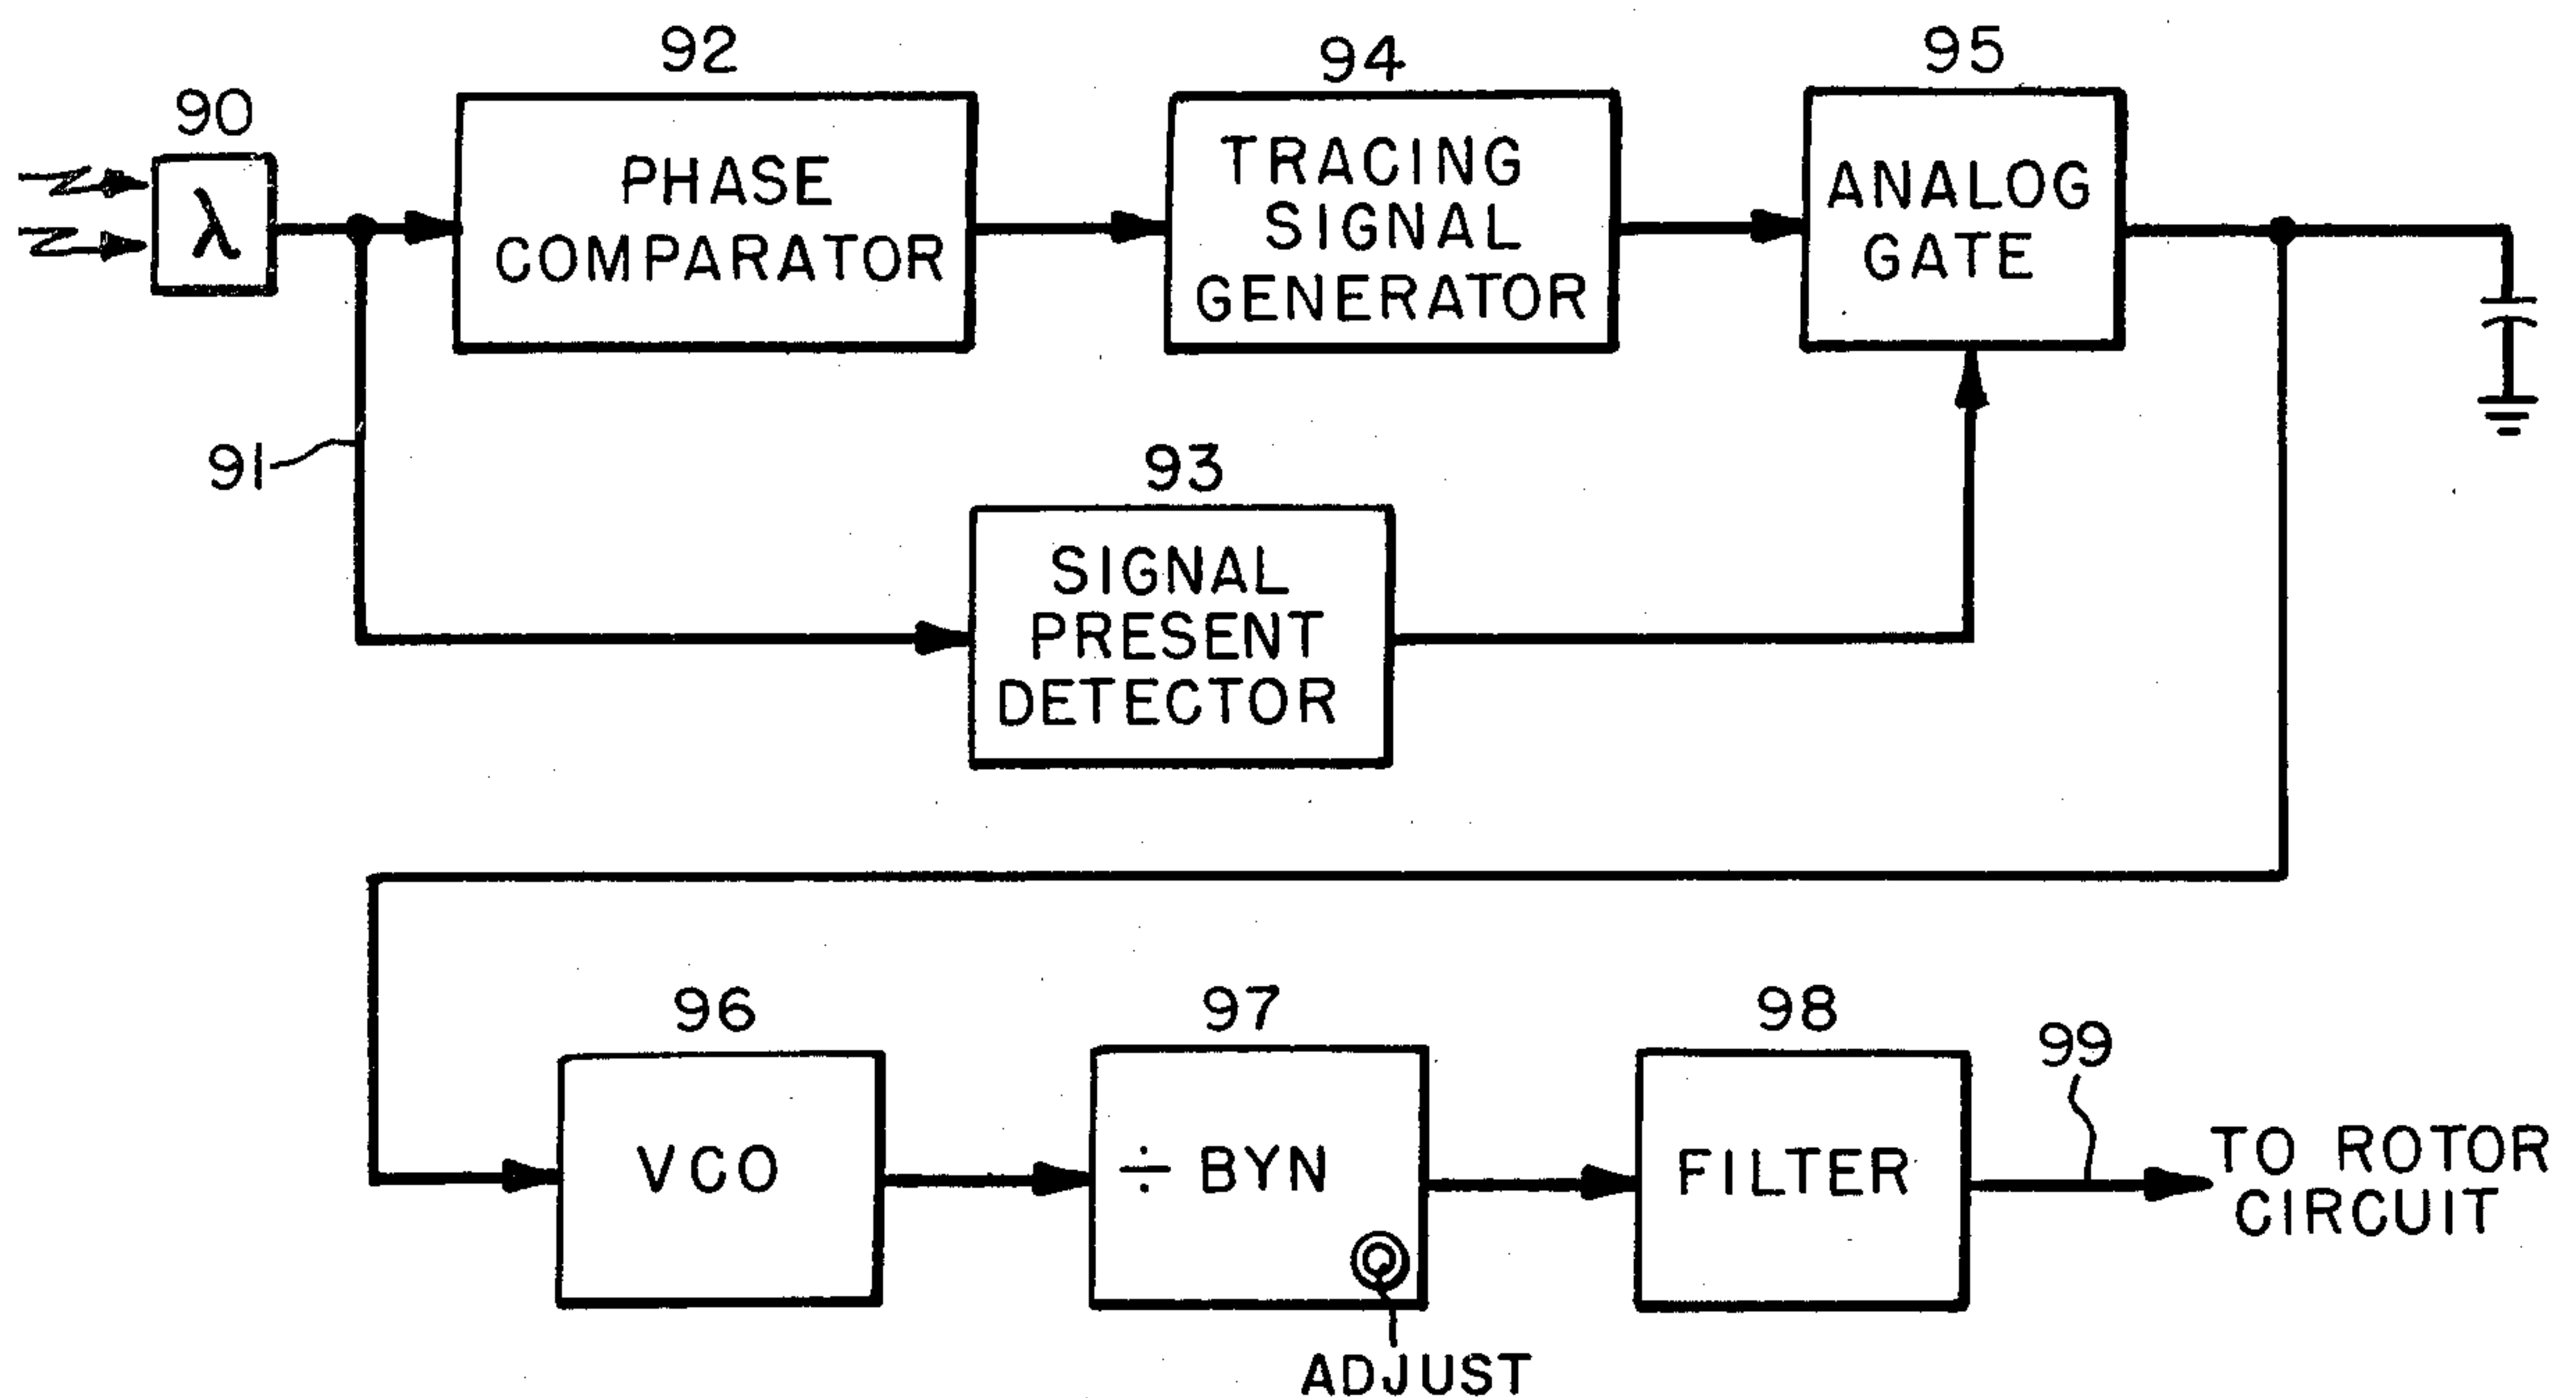 90
λ
92
PHASE
COMPARATOR
94
TRACING
SIGNAL
GENERATOR
95
ANALOG
GATE
91
93
SIGNAL
PRESENT
DETECTOR
96
VCO
97
÷ BYN
ADJUST
98
FILTER
99
TO ROTOR
CIRCUIT